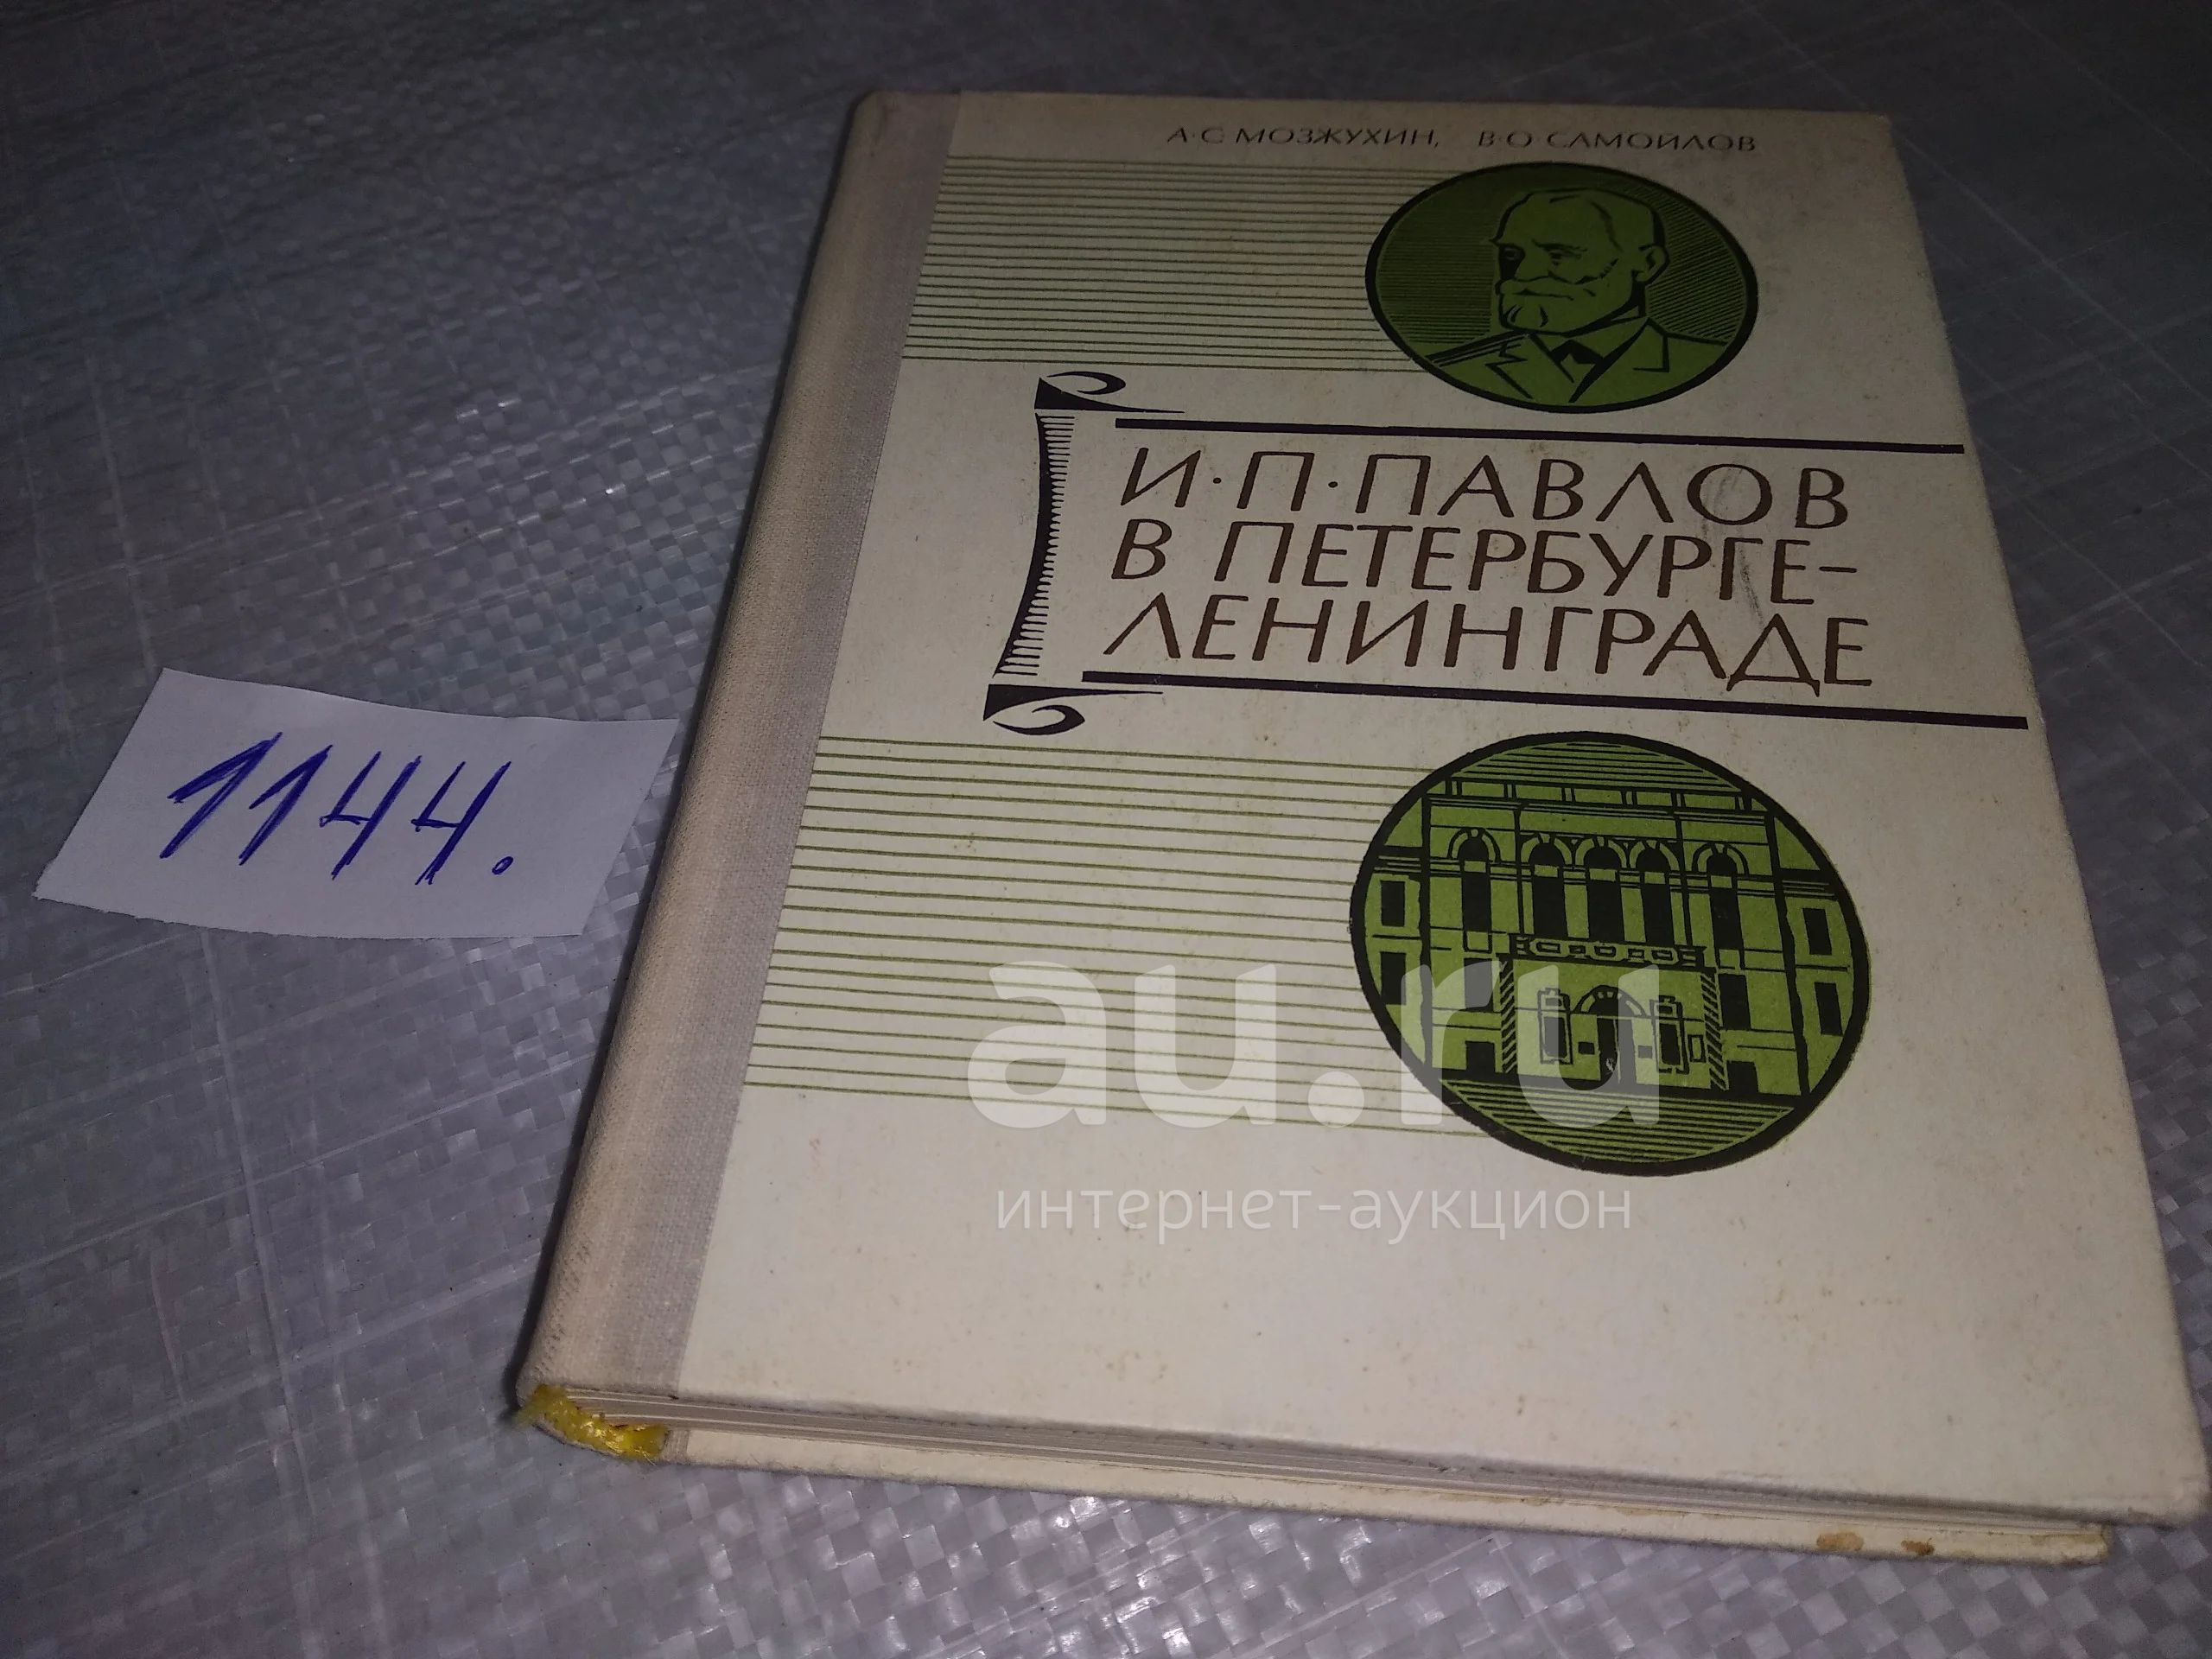 А·С МОЗЖУХИН, В·О САМОЙЛОВ
И·П·ПАВЛОВ
В ПЕТЕРБУРГЕ-
ЛЕНИНГРАДЕ
1144.
au.ru
интернет-аукцион